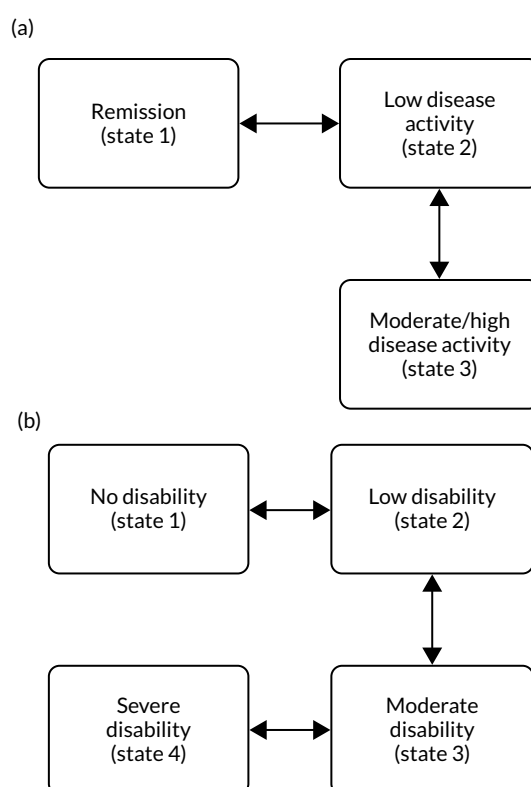 (a)
Remission
(state 1)
Low disease
activity
(state 2)
Moderate/high
disease activity
(state 3)
(b)
No disability
(state 1)
Low disability
(state 2)
Severe
disability
(state 4)
Moderate
disability
(state 3)